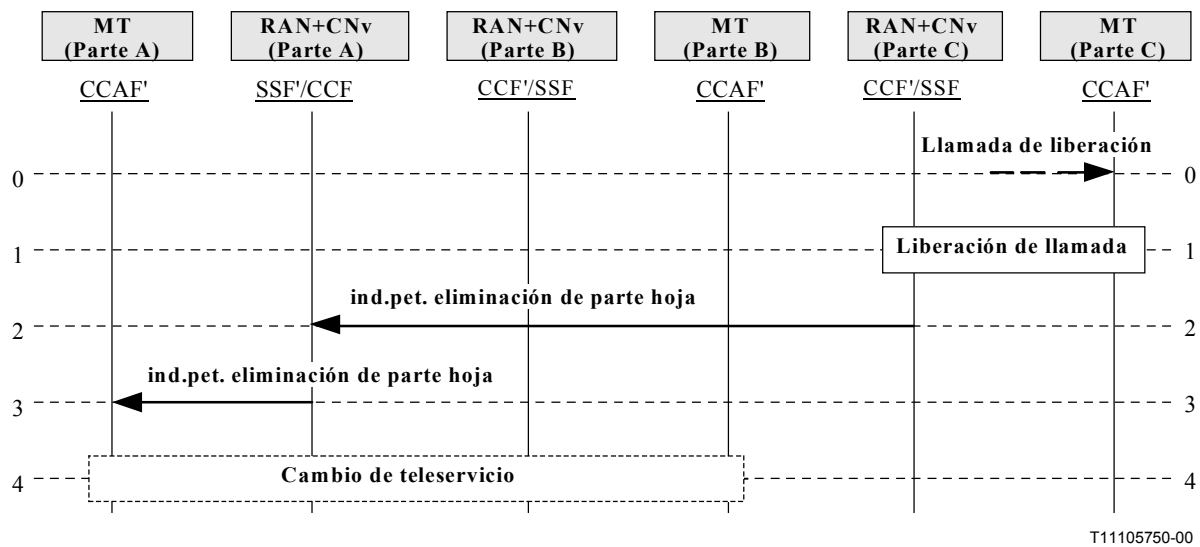 MT
(Parte A)
RAN+CNv
(Parte A)
RAN+CNv
(Parte B)
MT
(Parte B)
RAN+CNv
(Parte C)
MT
(Parte C)
CCAF'
SSF'/CCF
CCF'/SSF
CCAF'
CCF'/SSF
CCAF'
Llamada de liberación
0
0
1
Liberación de llamada
1
ind.pet. eliminación de parte hoja
2
2
ind.pet. eliminación de parte hoja
3
3
4
Cambio de teleservicio
4
T11105750-00